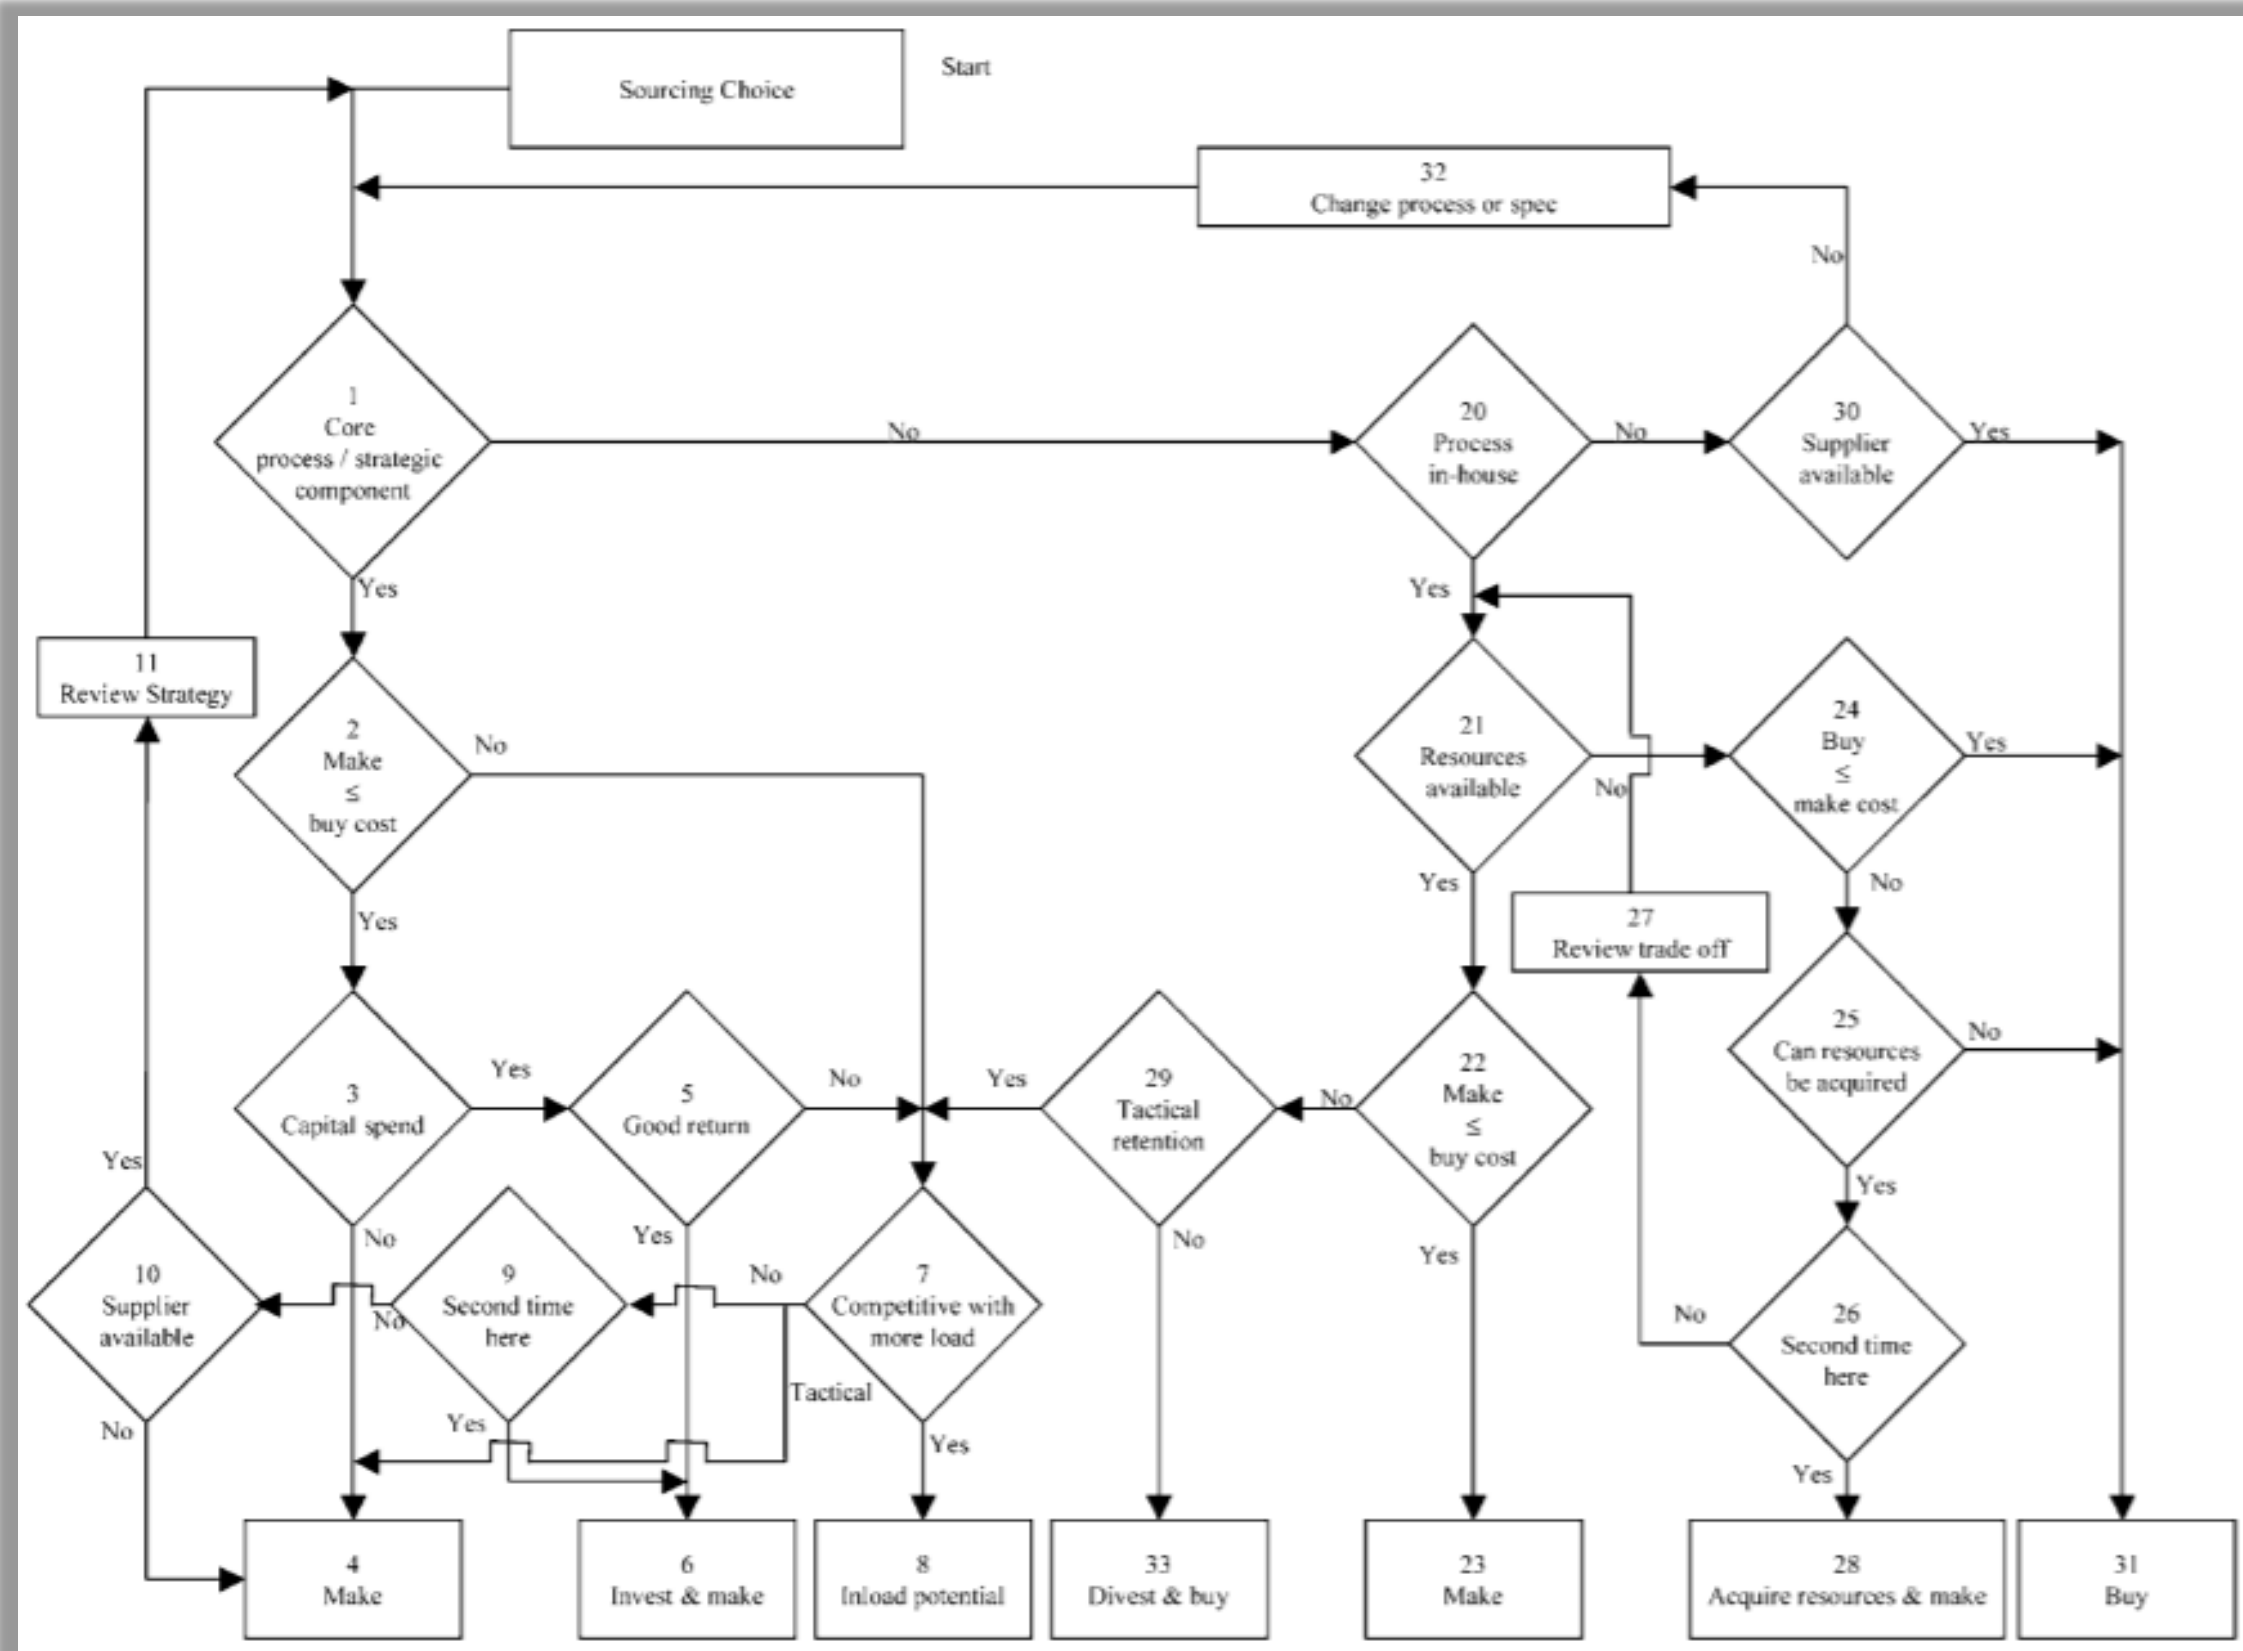 Sourcing Choice
Start
32
Change process or spec
No
1
Core
process / strategic
component
No
20
Process
in-house
No
30
Supplier
available
Yes
Yes
Yes
11
Review Strategy
2
Make
≤
buy cost
No
21
Resources
available
No
24
Buy
≤
make cost
Yes
Yes
Yes
No
27
Review trade off
3
Capital spend
Yes
5
Good return
No
Yes
29
Tactical
retention
No
22
Make
≤
buy cost
25
Can resources
be acquired
No
Yes
Yes
No
Yes
No
Yes
10
Supplier
available
No
9
Second time
here
No
7
Competitive with
more load
No
26
Second time
here
Tactical
No
Yes
Yes
Yes
4
Make
6
Invest & make
8
Inload potential
33
Divest & buy
23
Make
28
Acquire resources & make
31
Buy